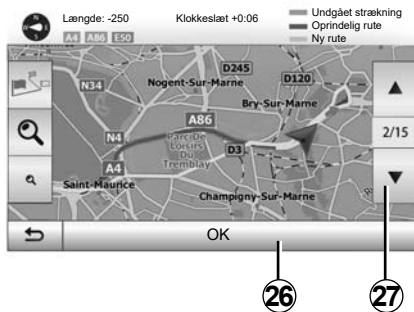 Længde: -250 Klokkeslæt +0:06
Undgået strækning
Oprindelig rute
Ny rute
A4 A86 E50
D245
N34
D120
Nogent-Sur-Marne
Bry-Sur-Marne
A86
2/15
N4
Parc De
Loisirs
Du
Tremblay
D3
A4
Saint-Maurice
Champigny-Sur-Marne
OK
26 27